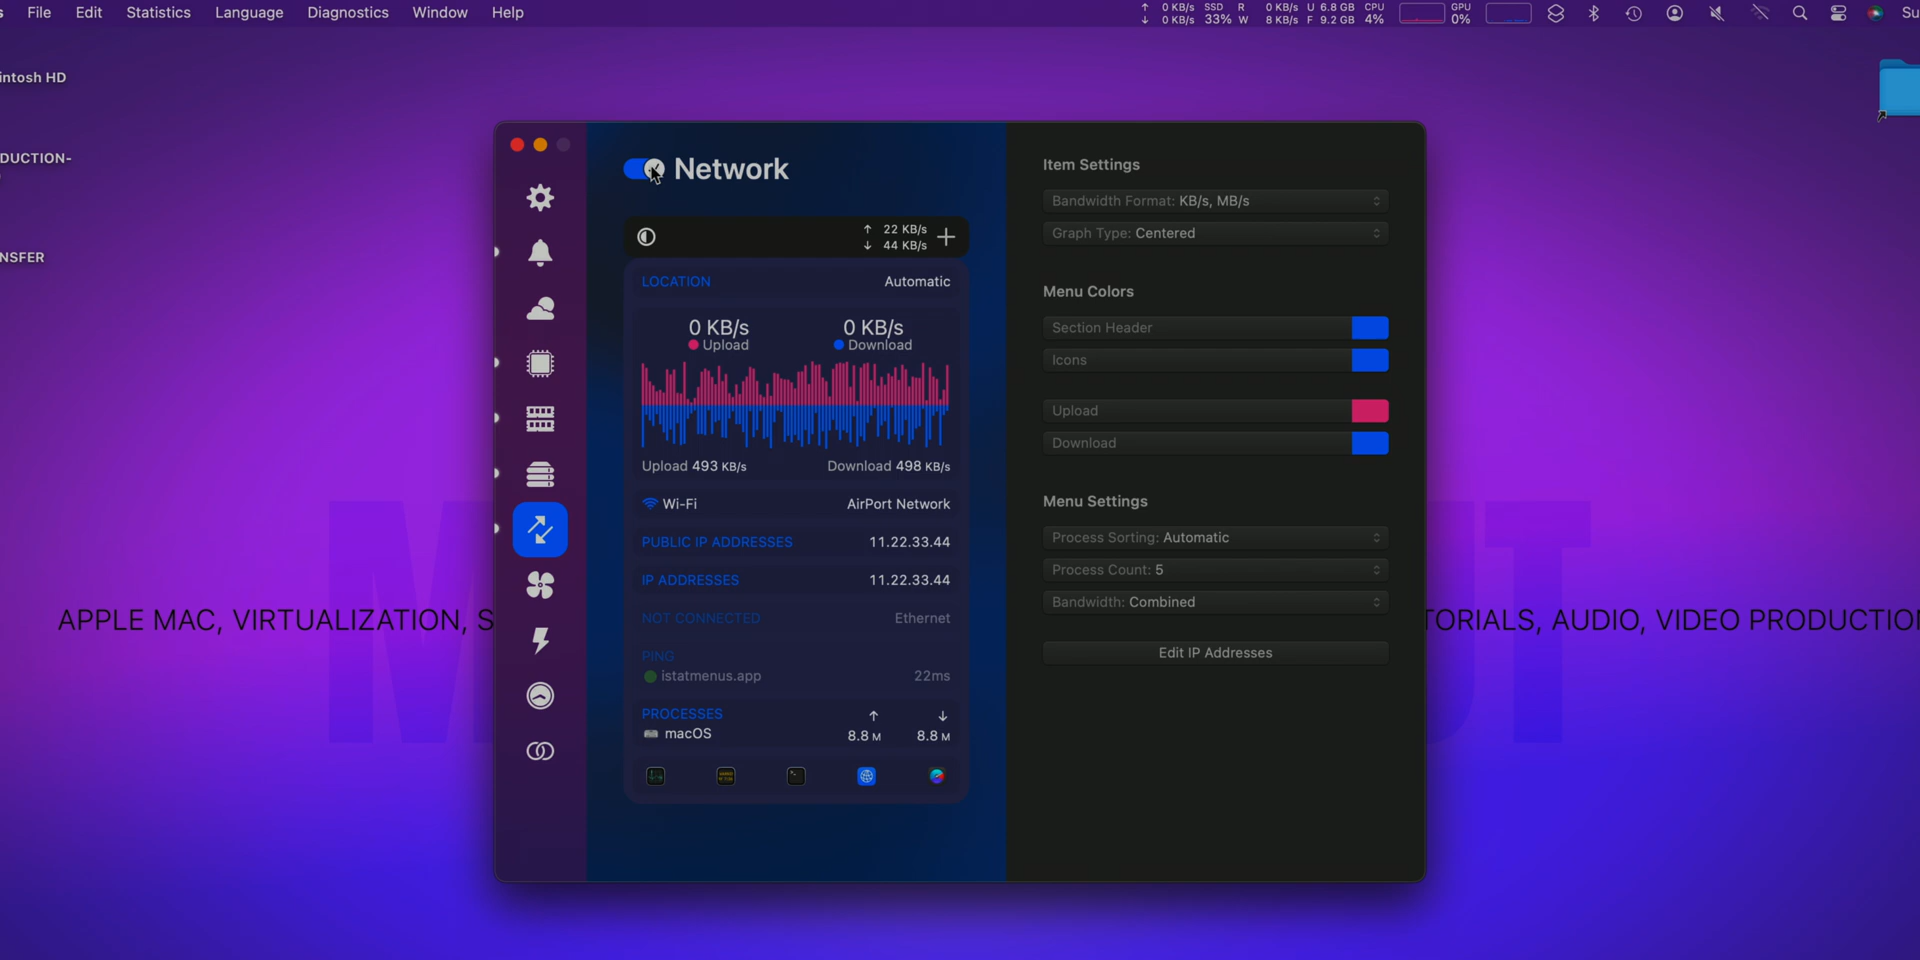 File Edit Statistics Language Diagnostics Window Help
↑ 0 KB/s SSD R 0 KB/s U 6.8 GB CPU GPU
↓ 0 KB/s 33% W 8 KB/s F 9.2 GB 4% 0%
Su
intosh HD
DUCTION-
NSFER
Network
↑ 22 KB/s
↓ 44 KB/s
LOCATION Automatic
0 KB/s 0 KB/s
Upload Download
Upload 493 KB/s Download 498 KB/s
Wi-Fi AirPort Network
PUBLIC IP ADDRESSES 11.22.33.44
IP ADDRESSES 11.22.33.44
NOT CONNECTED Ethernet
PING
istatmenus.app 22ms
PROCESSES ↑ ↓
macOS 8.8 M 8.8 M
Item Settings
Bandwidth Format: KB/s, MB/s
Graph Type: Centered
Menu Colors
Section Header
Icons
Upload
Download
Menu Settings
Process Sorting: Automatic
Process Count: 5
Bandwidth: Combined
Edit IP Addresses
APPLE MAC, VIRTUALIZATION, S
TORIALS, AUDIO, VIDEO PRODUCTION